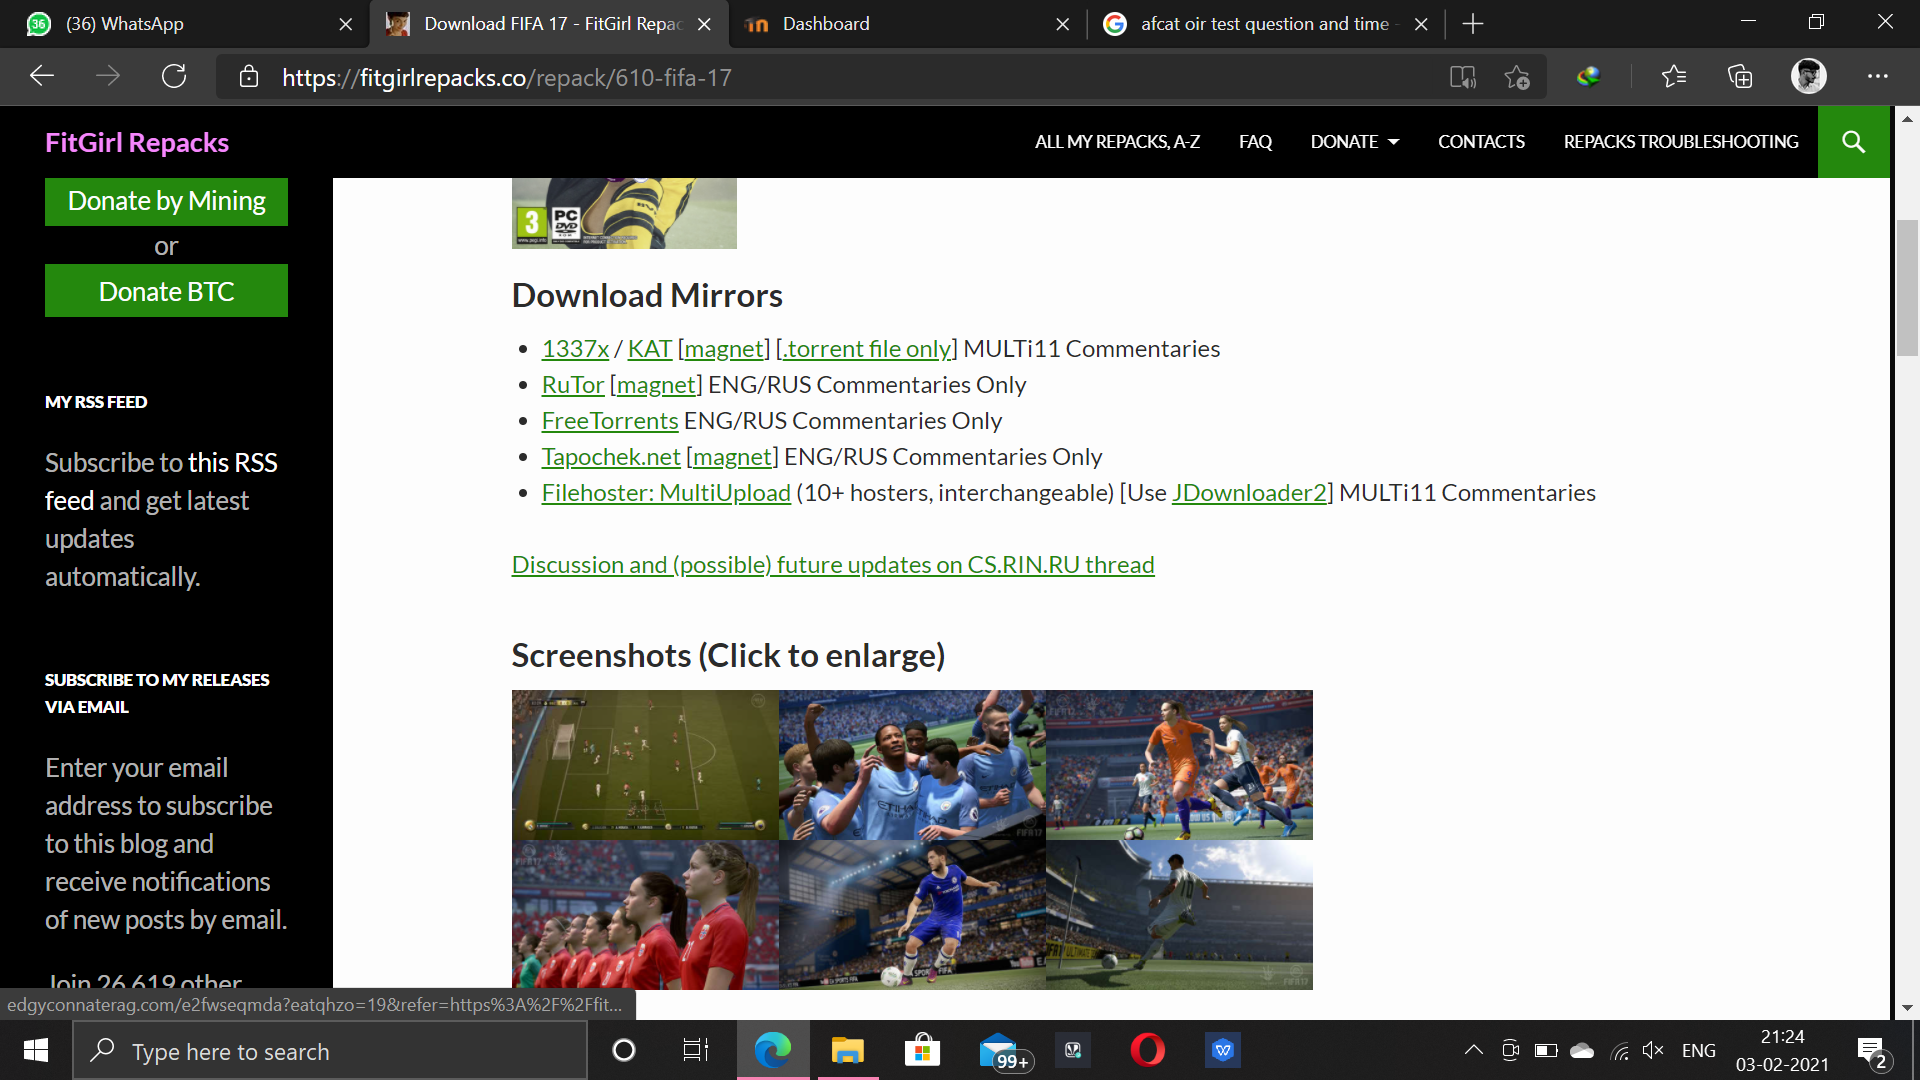 (36) WhatsApp
Download FIFA 17 - FitGirl Repac
Dashboard
afcat oir test question and time -
https://fitgirlrepacks.co/repack/610-fifa-17
FitGirl Repacks
ALL MY REPACKS, A-Z
FAQ
DONATE
CONTACTS
REPACKS TROUBLESHOOTING
Donate by Mining
or
Donate BTC
MY RSS FEED
Subscribe to this RSS
feed and get latest
updates
automatically.
SUBSCRIBE TO MY RELEASES
VIA EMAIL
Enter your email
address to subscribe
to this blog and
receive notifications
of new posts by email.
Join 26,619 other
3
PC
DVD
Download Mirrors
1337x / KAT [magnet] [.torrent file only] MULTi11 Commentaries
RuTor [magnet] ENG/RUS Commentaries Only
FreeTorrents ENG/RUS Commentaries Only
Tapochek.net [magnet] ENG/RUS Commentaries Only
Filehoster: MultiUpload (10+ hosters, interchangeable) [Use JDownloader2] MULTi11 Commentaries
Discussion and (possible) future updates on CS.RIN.RU thread
Screenshots (Click to enlarge)
edgyconnaterag.com/e2fwseqmda?eatqhzo=19&refer=https%3A%2F%2Ffit...
Type here to search
99+
ENG
21:24
03-02-2021
2